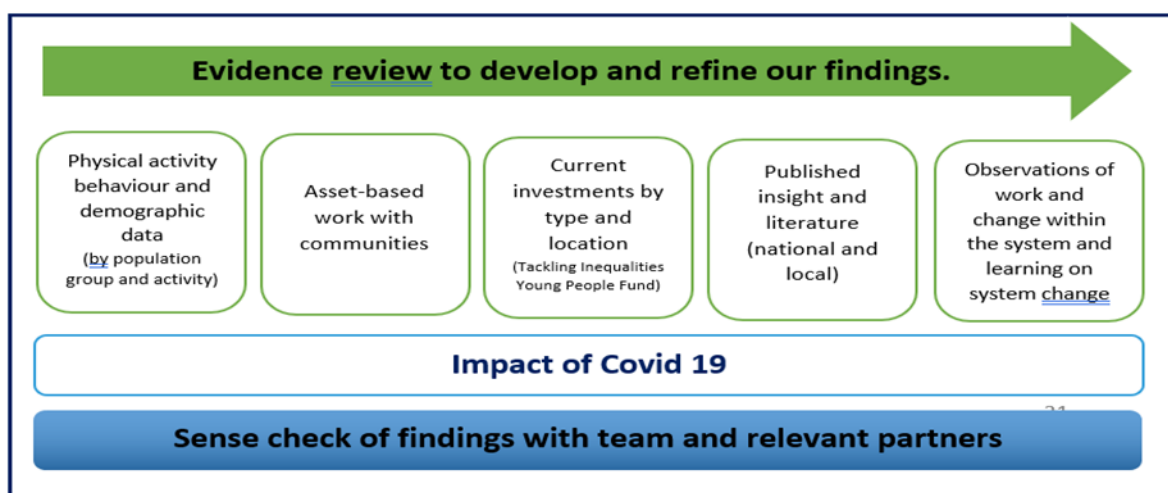 Evidence review to develop and refine our findings.
Physical activity
behaviour and
demographic
data
(by population
group and activity)
Asset-based
work with
communities
Current
investments by
type and
location
(Tackling Inequalities
Young People Fund)
Published
insight and
literature
(national and
local)
Observations of
work and
change within
the system and
learning on
system change
Impact of Covid 19
Sense check of findings with team and relevant partners